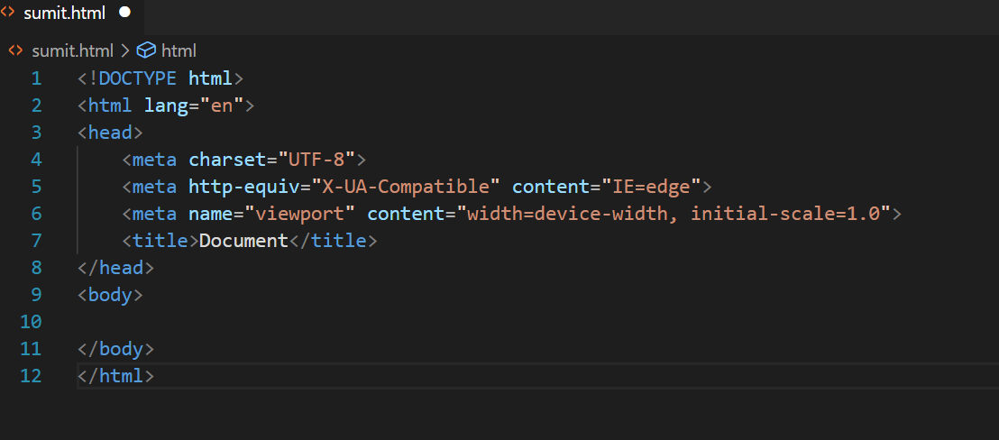 sumit.html
sumit.html > html
1 <!DOCTYPE html>
2 <html lang="en">
3 <head>
4     <meta charset="UTF-8">
5     <meta http-equiv="X-UA-Compatible" content="IE=edge">
6     <meta name="viewport" content="width=device-width, initial-scale=1.0">
7     <title>Document</title>
8 </head>
9 <body>
10
11 </body>
12 </html>